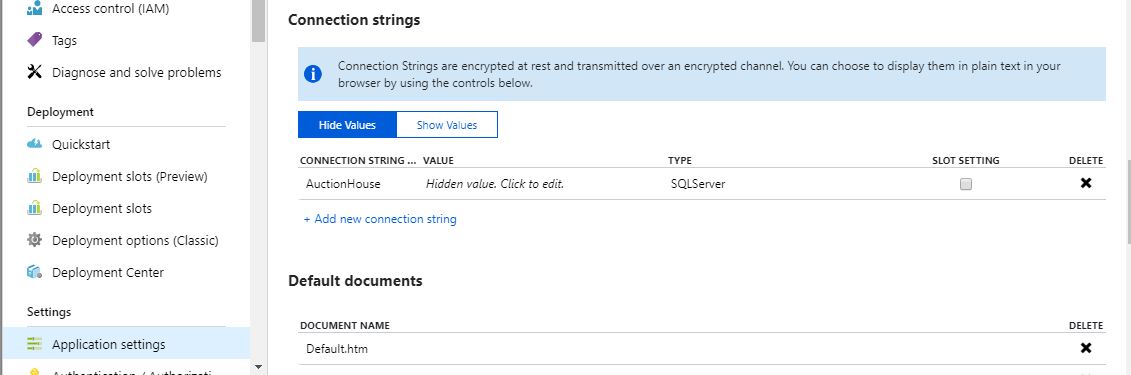 Access control (IAM)
Tags
Diagnose and solve problems
Deployment
Quickstart
Deployment slots (Preview)
Deployment slots
Deployment options (Classic)
Deployment Center
Settings
Application settings
Connection strings
Connection Strings are encrypted at rest and transmitted over an encrypted channel. You can choose to display them in plain text in your
browser by using the controls below.
Hide Values Show Values
CONNECTION STRING ... VALUE TYPE SLOT SETTING DELETE
AuctionHouse Hidden value. Click to edit. SQLServer
+ Add new connection string
Default documents
DOCUMENT NAME DELETE
Default.htm